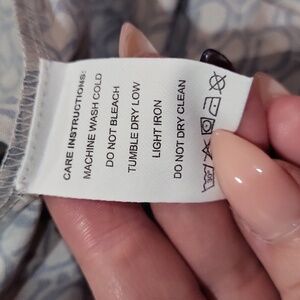 CARE INSTRUCTIONS:
MACHINE WASH COLD
DO NOT BLEACH
TUMBLE DRY LOW
LIGHT IRON
DO NOT DRY CLEAN